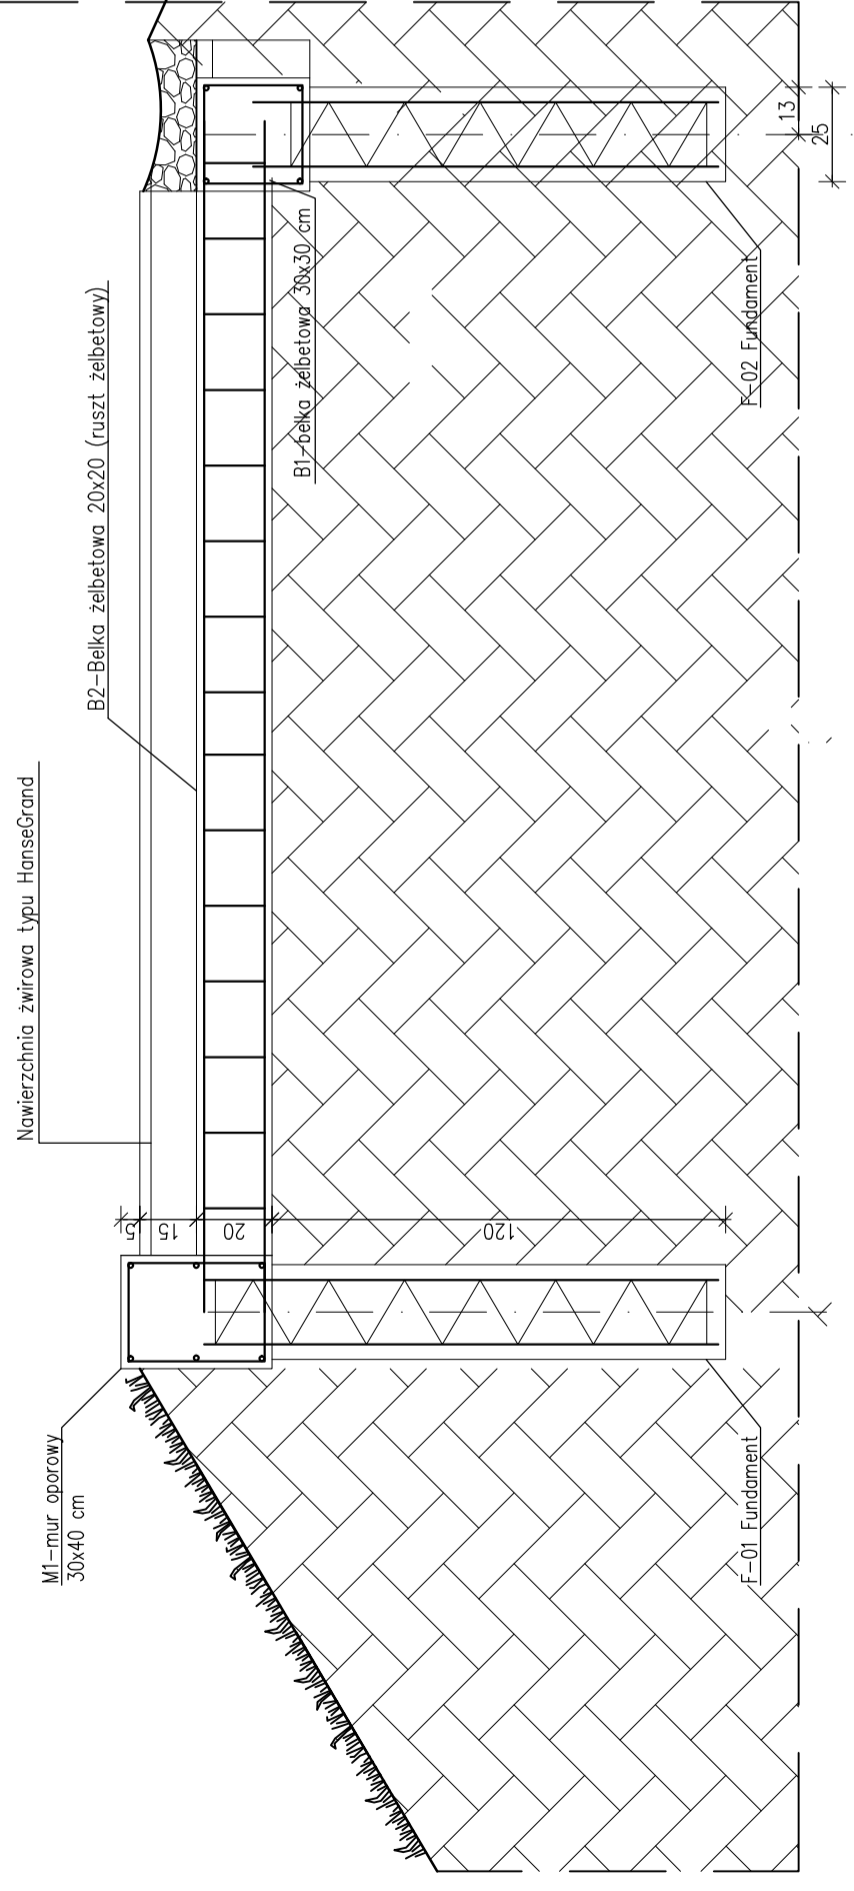 Nawierzchnia żwirowa typu HanseGrand
B2-Belka żelbetowa 20x20 (ruszt żelbetowy)
M1-mur oporowy
30x40 cm
5
15
20
120
B1-belka żelbetowa 30x30 cm
F-01 Fundament
F-02 Fundament
13
25